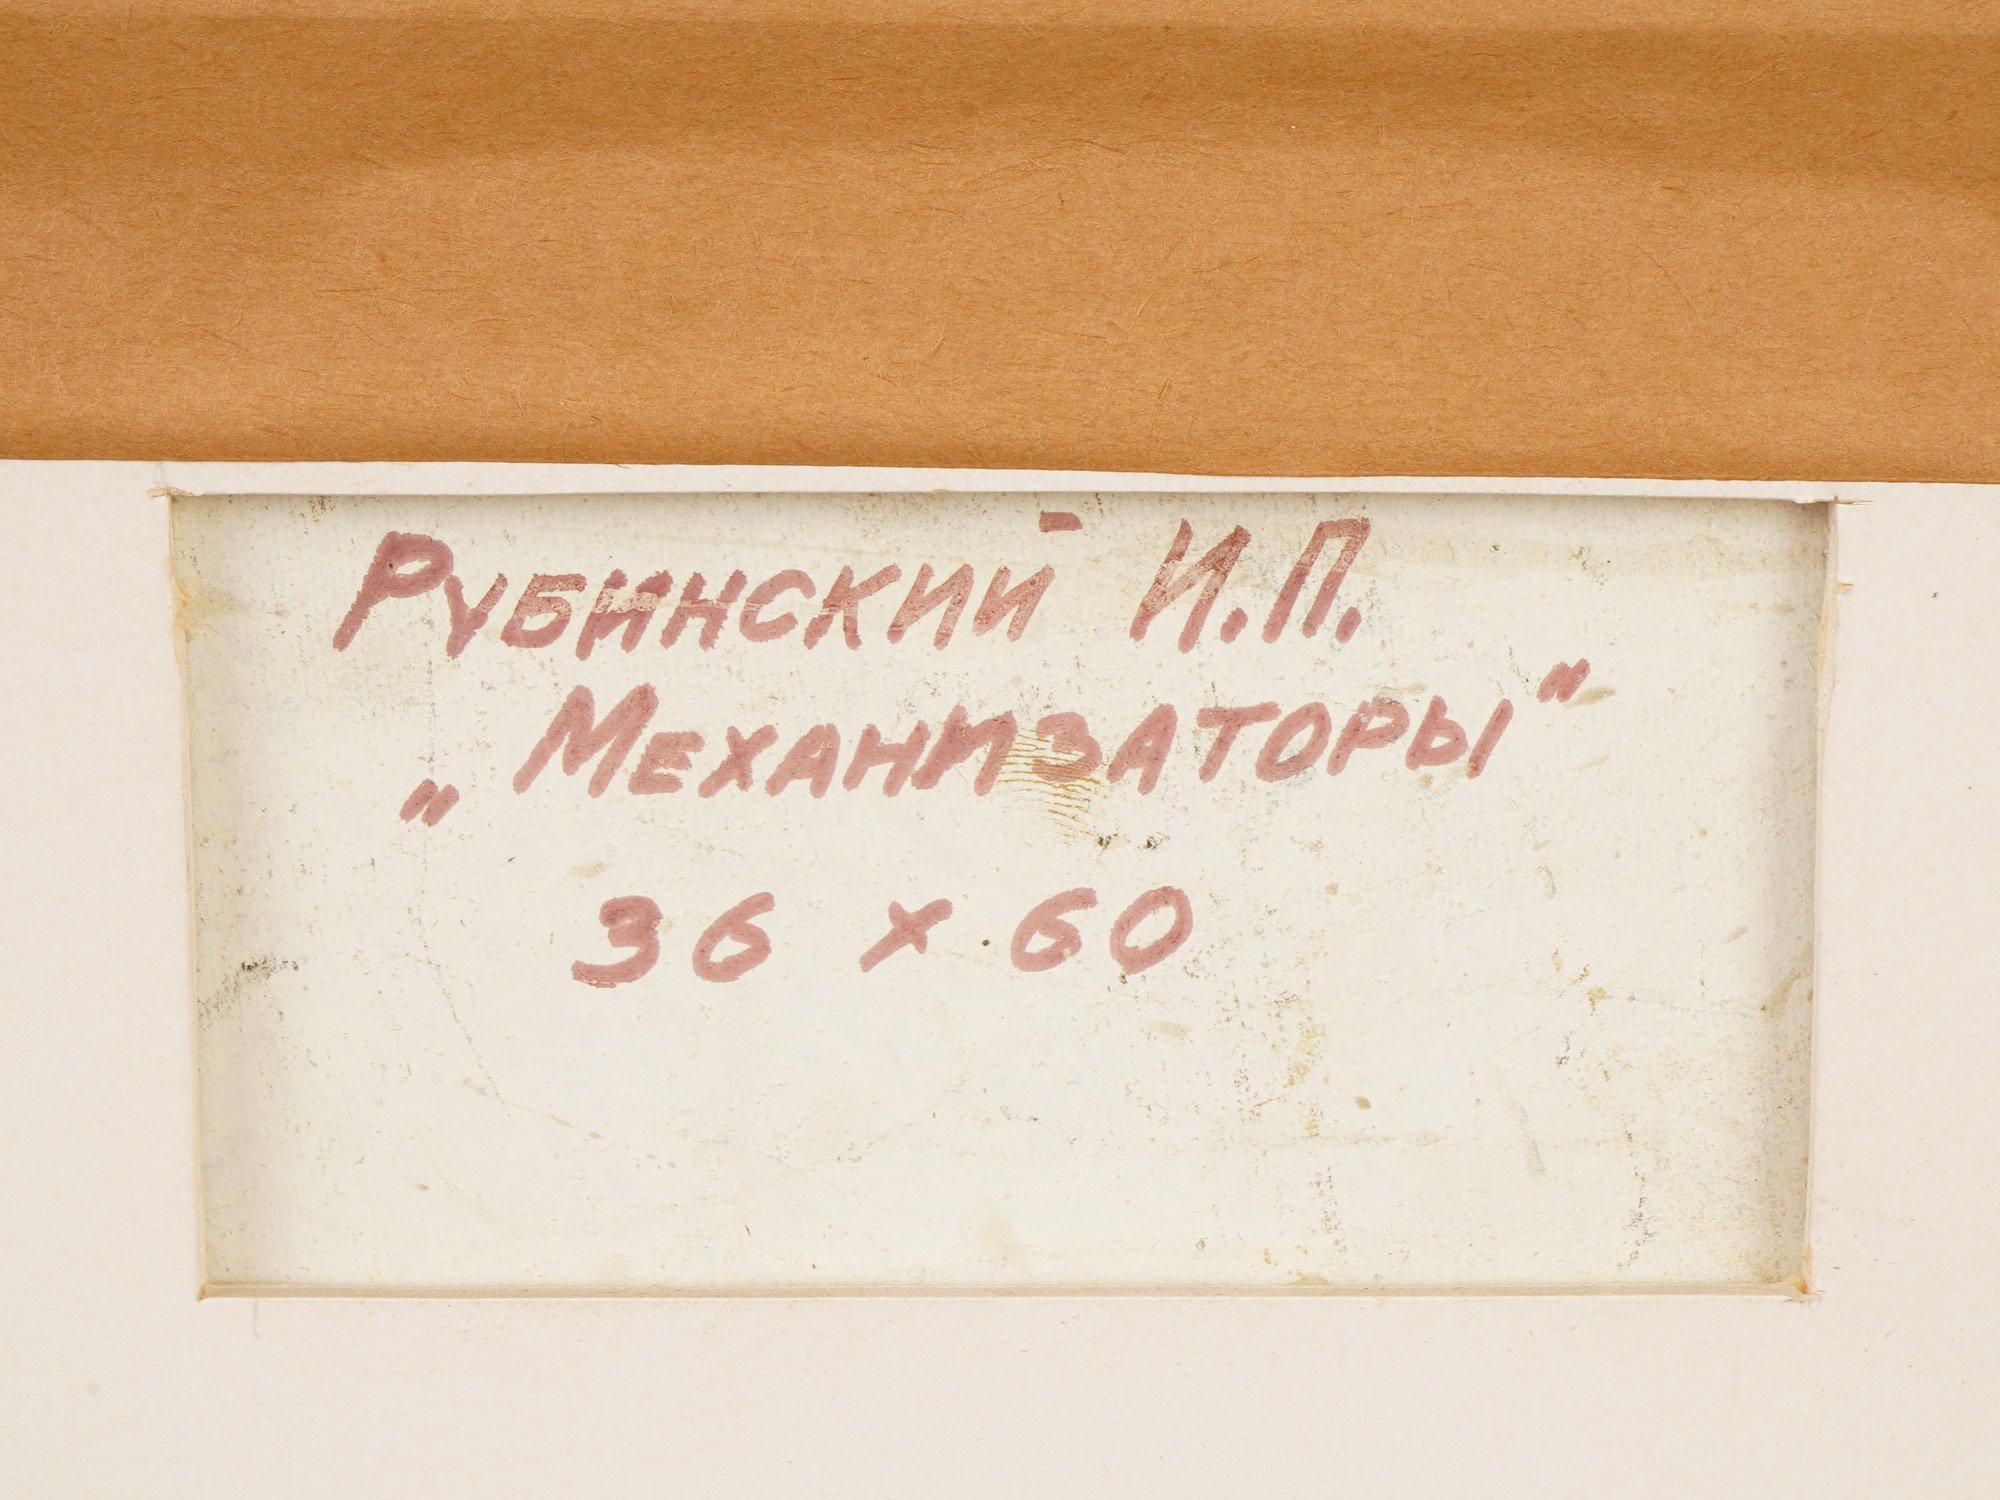 Рубинский И.П.
„Механизаторы"
36 x 60